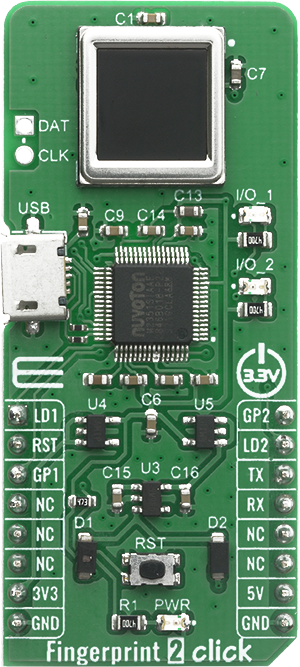 C1
C7
DAT
CLK
USB
C13
I/O_1
C9
C14
I/O_2
nuvoTon
3.3V
C6
U4
U5
LD1
GP2
RST
LD2
GP1
TX
U3
C15
C16
NC
RX
D1
D2
NC
NC
RST
NC
NC
3V3
5V
R1
PWR
GND
GND
Fingerprint 2 click